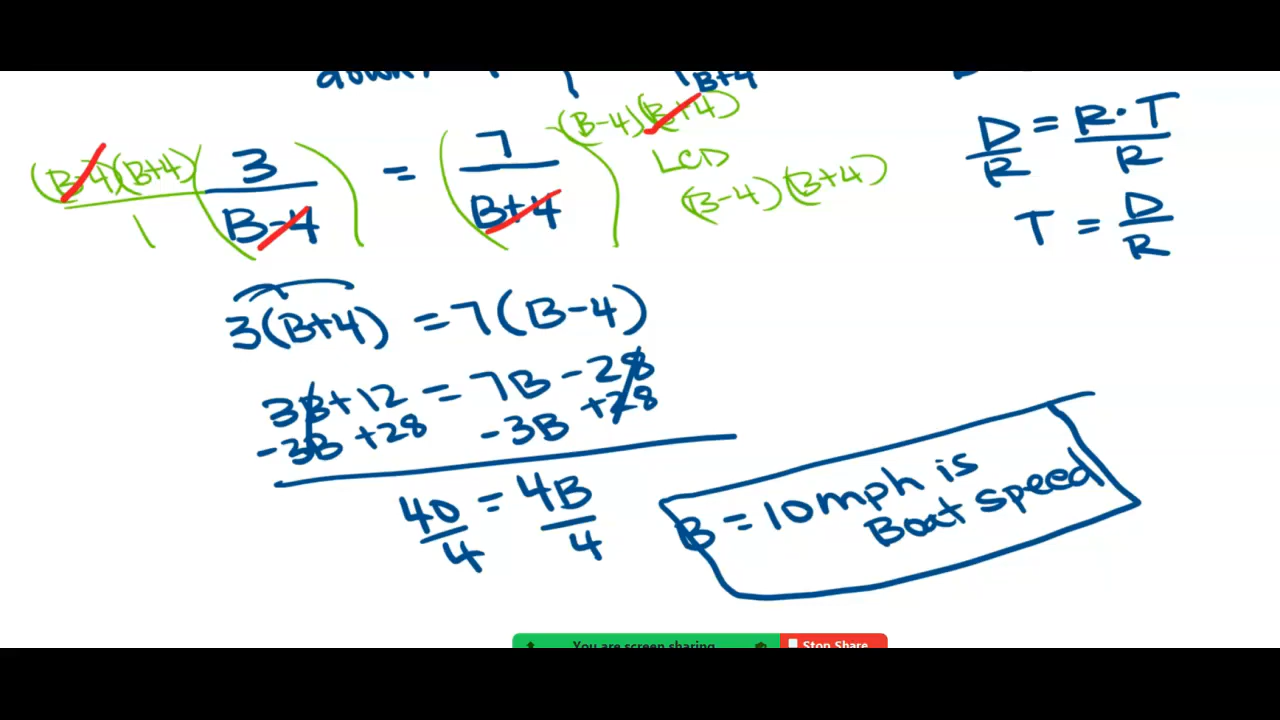 B+4
(B-4)(B+4)
D/R = R·T/R
(B-4)(B+4)/1 (3/B-4) = (7/B+4)
LCD
(B-4)(B+4)
T = D/R
3(B+4) = 7(B-4)
3B+12 = 7B-28
-3B +28 -3B +28
40/4 = 4B/4
B = 10mph is
Boat speed
You are screen sharing
Stop Share